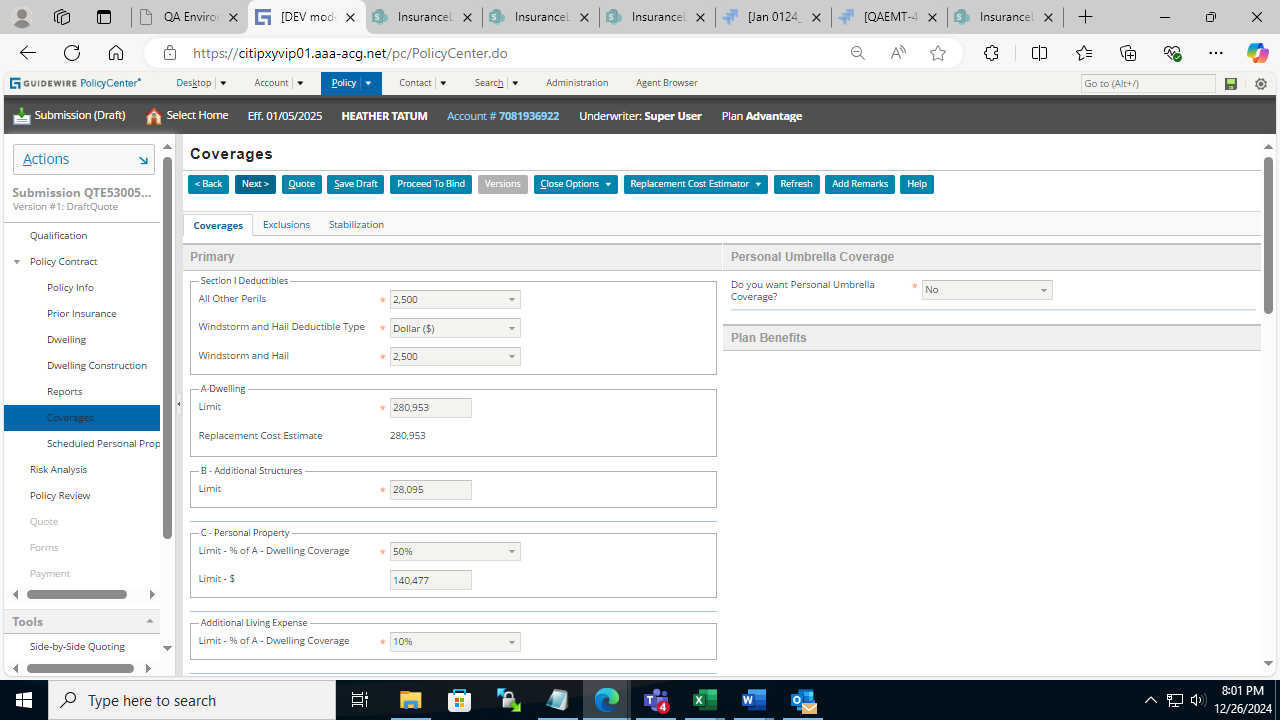 QA Environ
[DEV mode
InsuranceL
InsuranceL
InsuranceL
[Jan 0124_
[QAEMT-4
InsuranceL
https://citipxyvip01.aaa-acg.net/pc/PolicyCenter.do
GUIDEWIRE PolicyCenter
Desktop
Account
Policy
Contact
Search
Administration
Agent Browser
Go to (Alt+/)
Submission (Draft)
Select Home
Eff. 01/05/2025
HEATHER TATUM
Account # 7081936922
Underwriter: Super User
Plan Advantage
Actions
Submission QTE53005...
Version #1: DraftQuote
Qualification
Policy Contract
Policy Info
Prior Insurance
Dwelling
Dwelling Construction
Reports
Coverages
Scheduled Personal Prop
Risk Analysis
Policy Review
Quote
Forms
Payment
Tools
Side-by-Side Quoting
Coverages
< Back
Next >
Quote
Save Draft
Proceed To Bind
Versions
Close Options
Replacement Cost Estimator
Refresh
Add Remarks
Help
Coverages
Exclusions
Stabilization
Primary
Section I Deductibles
All Other Perils * 2,500
Windstorm and Hail Deductible Type * Dollar ($)
Windstorm and Hail * 2,500
A-Dwelling
Limit * 280,953
Replacement Cost Estimate 280,953
B - Additional Structures
Limit * 28,095
C - Personal Property
Limit - % of A - Dwelling Coverage * 50%
Limit - $ 140,477
Additional Living Expense
Limit - % of A - Dwelling Coverage * 10%
Personal Umbrella Coverage
Do you want Personal Umbrella * No
Coverage?
Plan Benefits
Type here to search
4
8:01 PM
12/26/2024